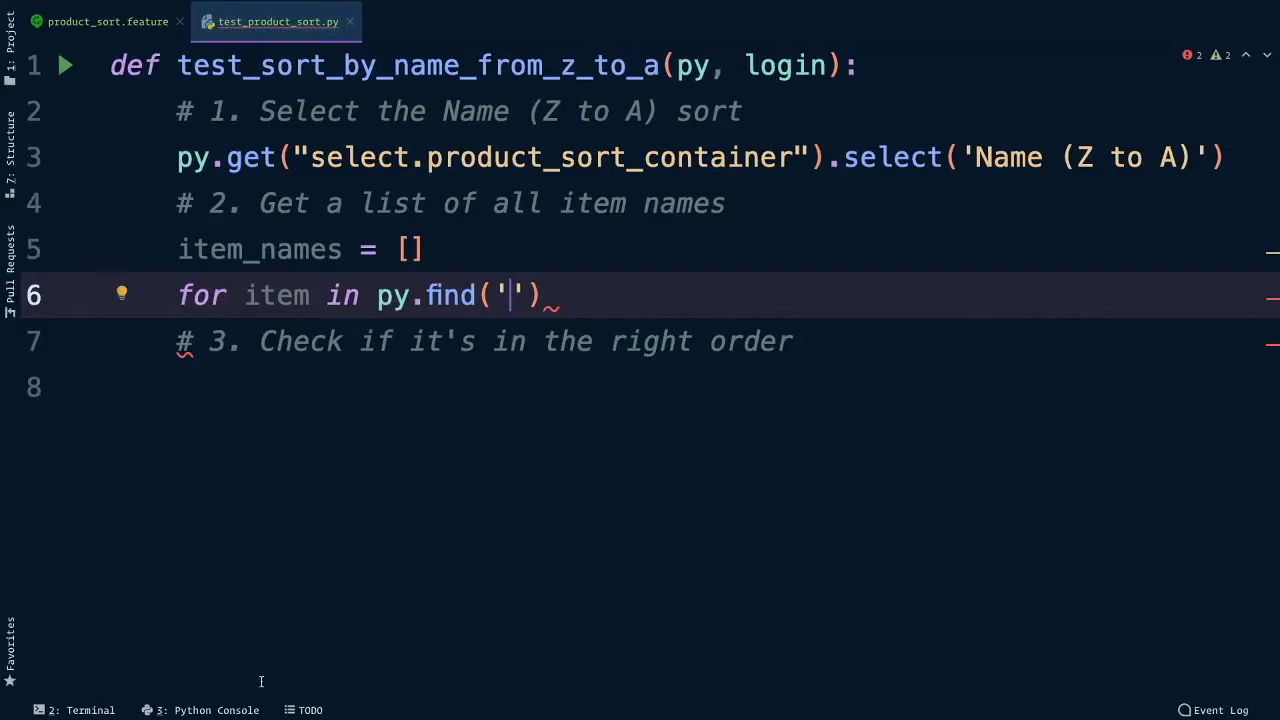 product_sort.feature
test_product_sort.py
2
2
1: Project
7: Structure
Pull Requests
Favorites
1 def test_sort_by_name_from_z_to_a(py, login):
2 # 1. Select the Name (Z to A) sort
3 py.get("select.product_sort_container").select('Name (Z to A)')
4 # 2. Get a list of all item names
5 item_names = []
6 for item in py.find('')
7 # 3. Check if it's in the right order
8
2: Terminal
3: Python Console
TODO
Event Log